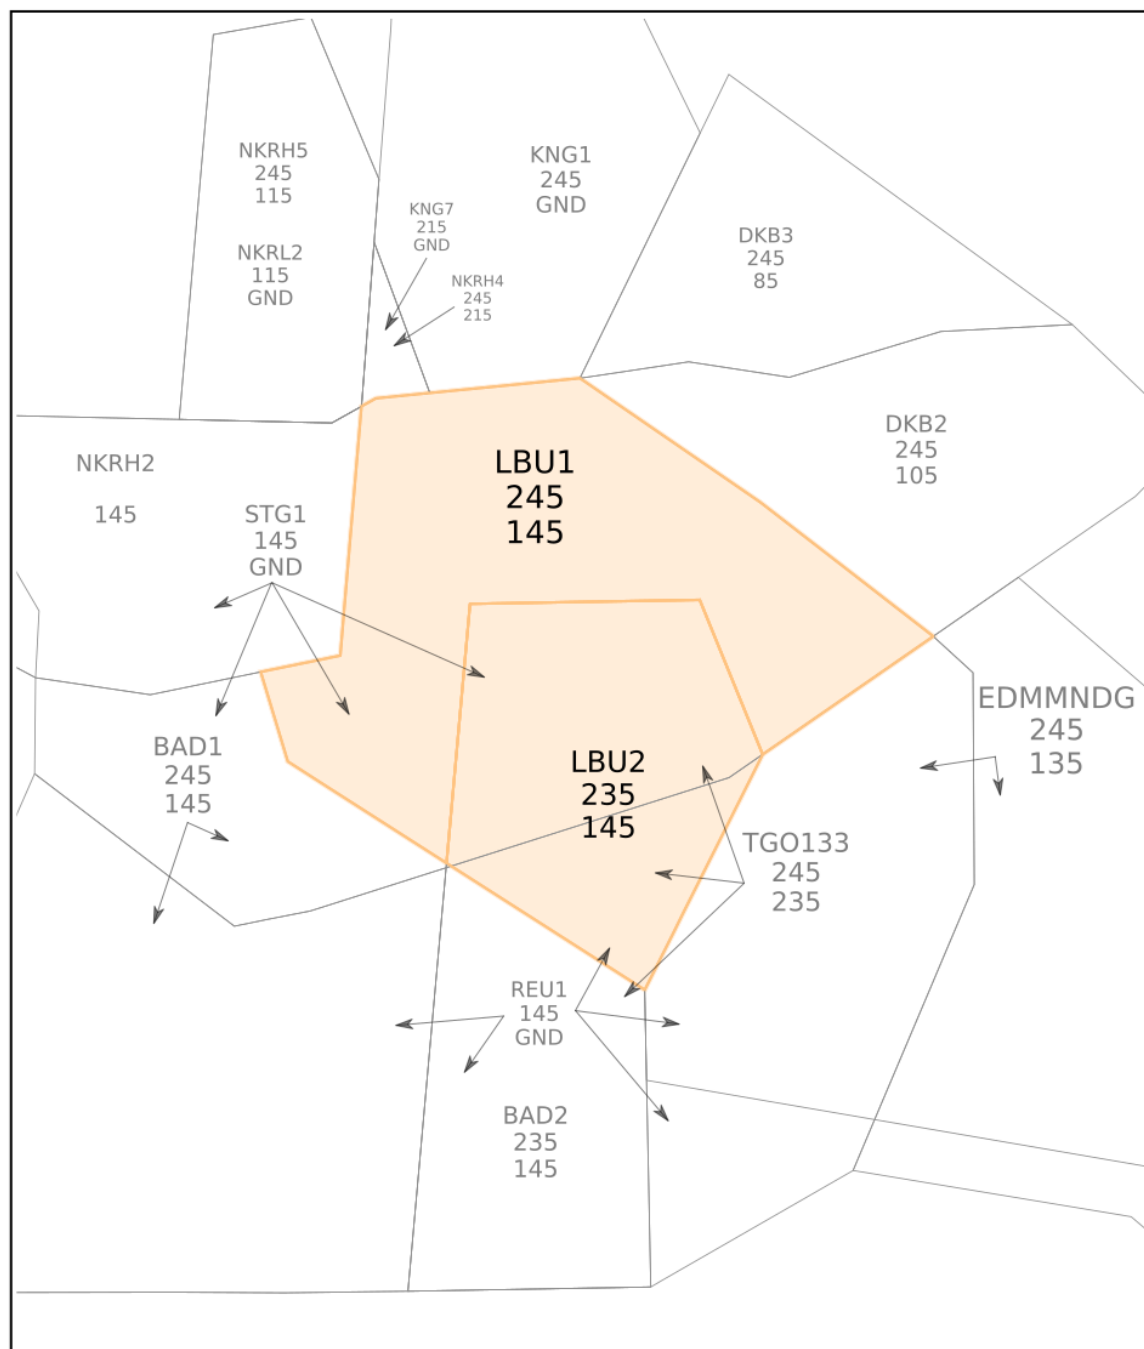 NKRH5
245
115
NKRL2
115
GND
KNG7
215
GND
KNG1
245
GND
NKRH4
245
215
DKB3
245
85
DKB2
245
105
NKRH2
145
STG1
145
GND
LBU1
245
145
BAD1
245
145
LBU2
235
145
EDMMNDG
245
135
TGO133
245
235
REU1
145
GND
BAD2
235
145